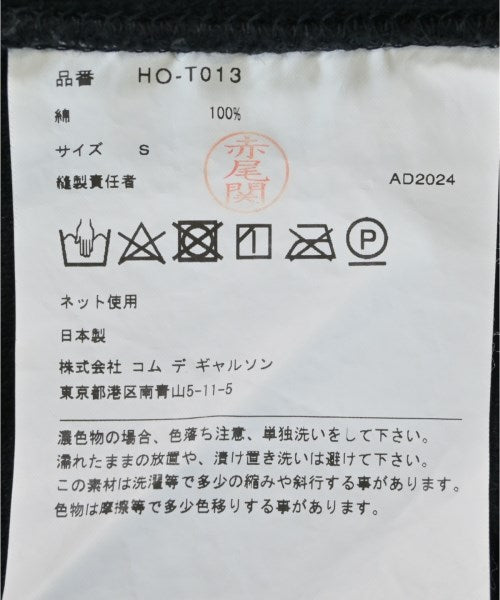 品番 HO-T013
綿 100%
サイズ S
赤尾関
縫製責任者 AD2024
P
ネット使用
日本製
株式会社 コム デ ギャルソン
東京都港区南青山5-11-5
濃色物の場合、色落ち注意、単独洗いをして下さい。
濡れたままの放置や、漬け置き洗いは避けて下さい。
この素材は洗濯等で多少の縮みや斜行する事があります。
色物は摩擦等で多少色移りする事があります。